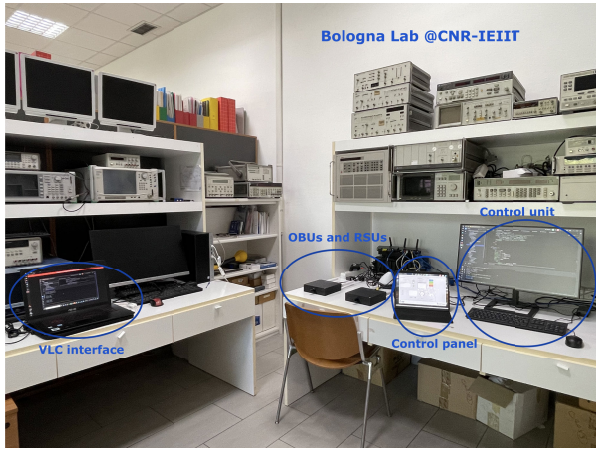 Bologna Lab @CNR-IEIIT
Control unit
OBUs and RSUs
VLC interface
Control panel